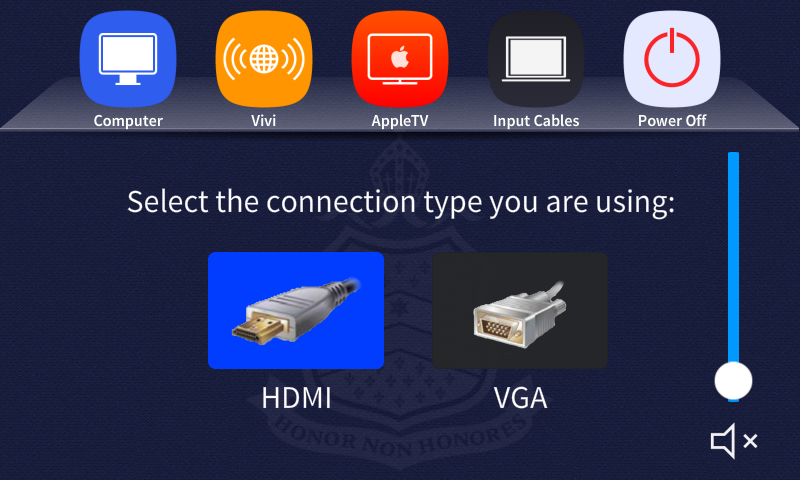 Computer
Vivi
AppleTV
Input Cables
Power Off
Select the connection type you are using:
HDMI
VGA
HONOR NON HONORES